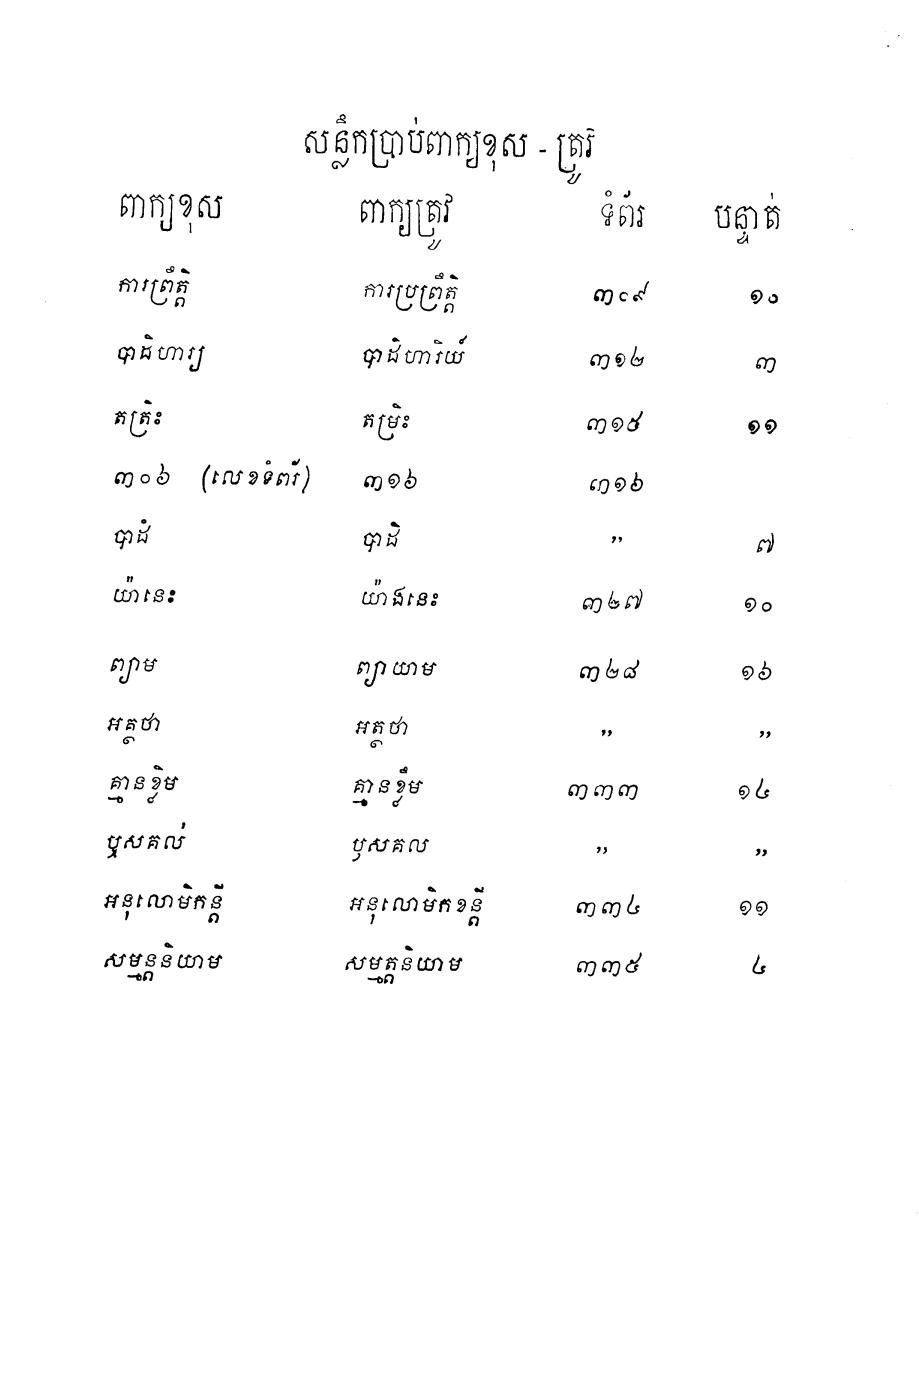 សន្លឹកប្រាប់ពាក្យខុស - ត្រូវ
ពាក្យខុស ពាក្យត្រូវ ទំព័រ បន្ទាត់
ការព្រឹត្តិ ការប្រព្រឹត្តិ ៣០៩ ១០
បាដិហារ្យ បាដិហារិយ៍ ៣១២ ៣
តត្រិះ តម្រិះ ៣១៥ ១១
៣០៦ (លេខទំព័រ) ៣១៦ ៣១៦
បាដំ បាដិ " ៧
យ៉ានេះ យ៉ាងនេះ ៣២៧ ១០
ព្យាម ព្យាយាម ៣២៨ ១៦
អគ្ថថា អត្ថថា " "
គ្មានខ្វិម គ្មានខ្ចឹម ៣៣៣ ១៤
ឫសគល់ ឫសគល " "
អនុលោមិកន្តី អនុលោមិកខន្តី ៣៣៤ ១១
សម្មន្តនិយាម សម្មត្តនិយាម ៣៣៥ ៤